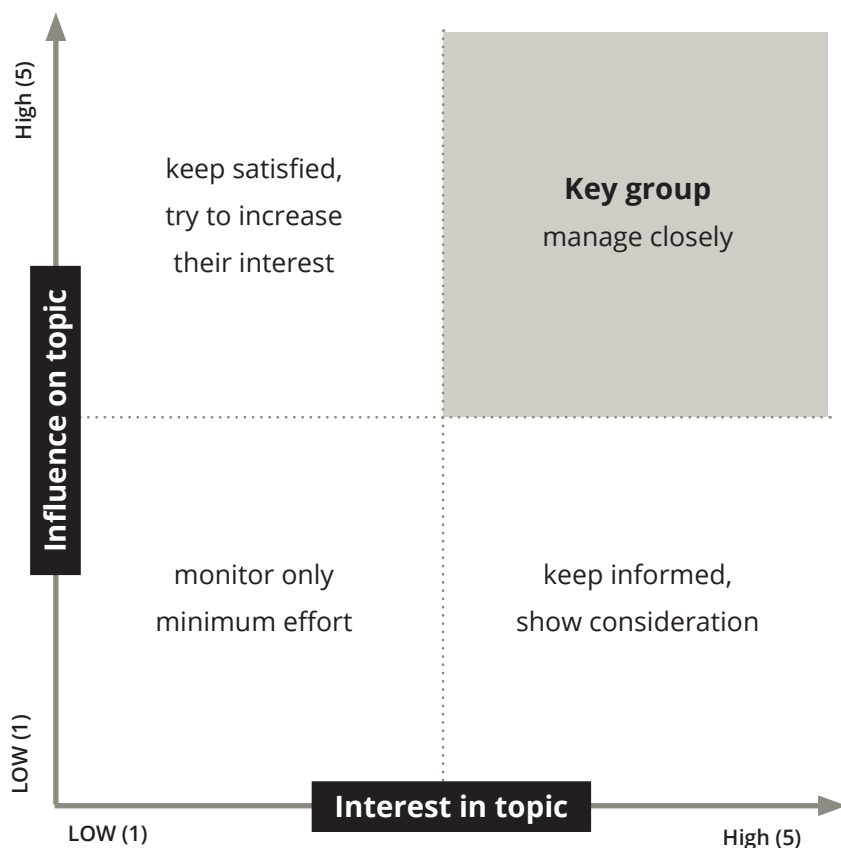 High (5)
keep satisfied,
try to increase
their interest
Key group
manage closely
Influence on topic
monitor only
minimum effort
keep informed,
show consideration
LOW (1)
Interest in topic
LOW (1)
High (5)